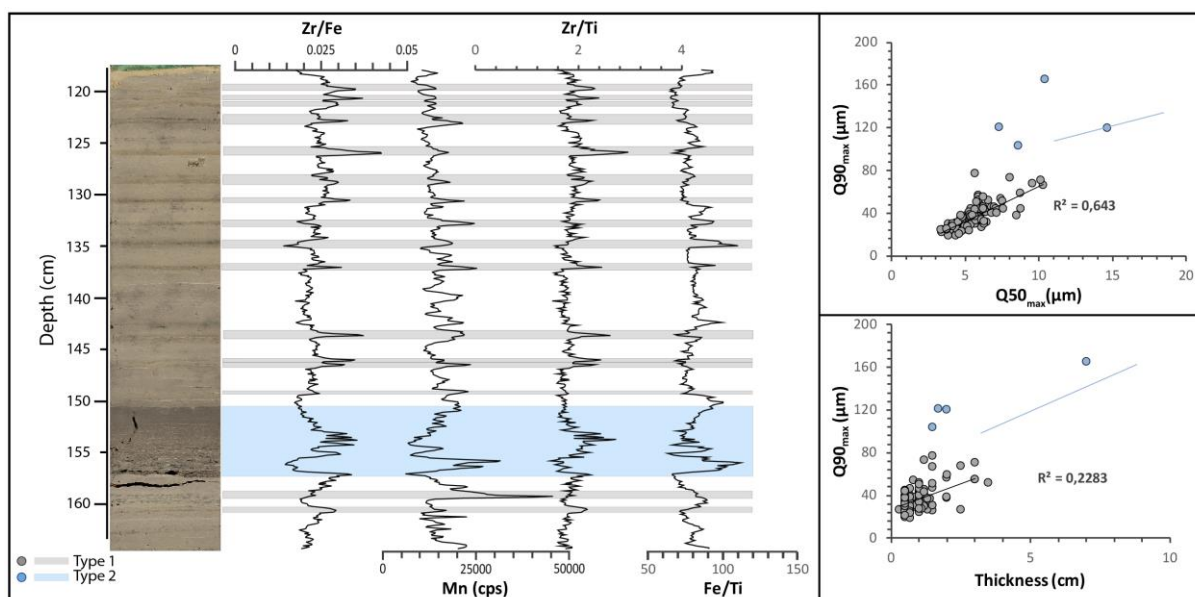 Zr/Fe
Zr/Ti
0 0.025 0.05 0 2 4
Depth (cm)
120
125
130
135
140
145
150
155
160
Type 1
Type 2
0 25000 50000 50 100 150
Mn (cps)
Fe/Ti
200
160
120
80
40
0
Q90max (µm)
R² = 0,643
0 5 10 15 20
Q50max(µm)
200
160
120
80
40
0
Q90max (µm)
R² = 0,2283
0 5 10
Thickness (cm)